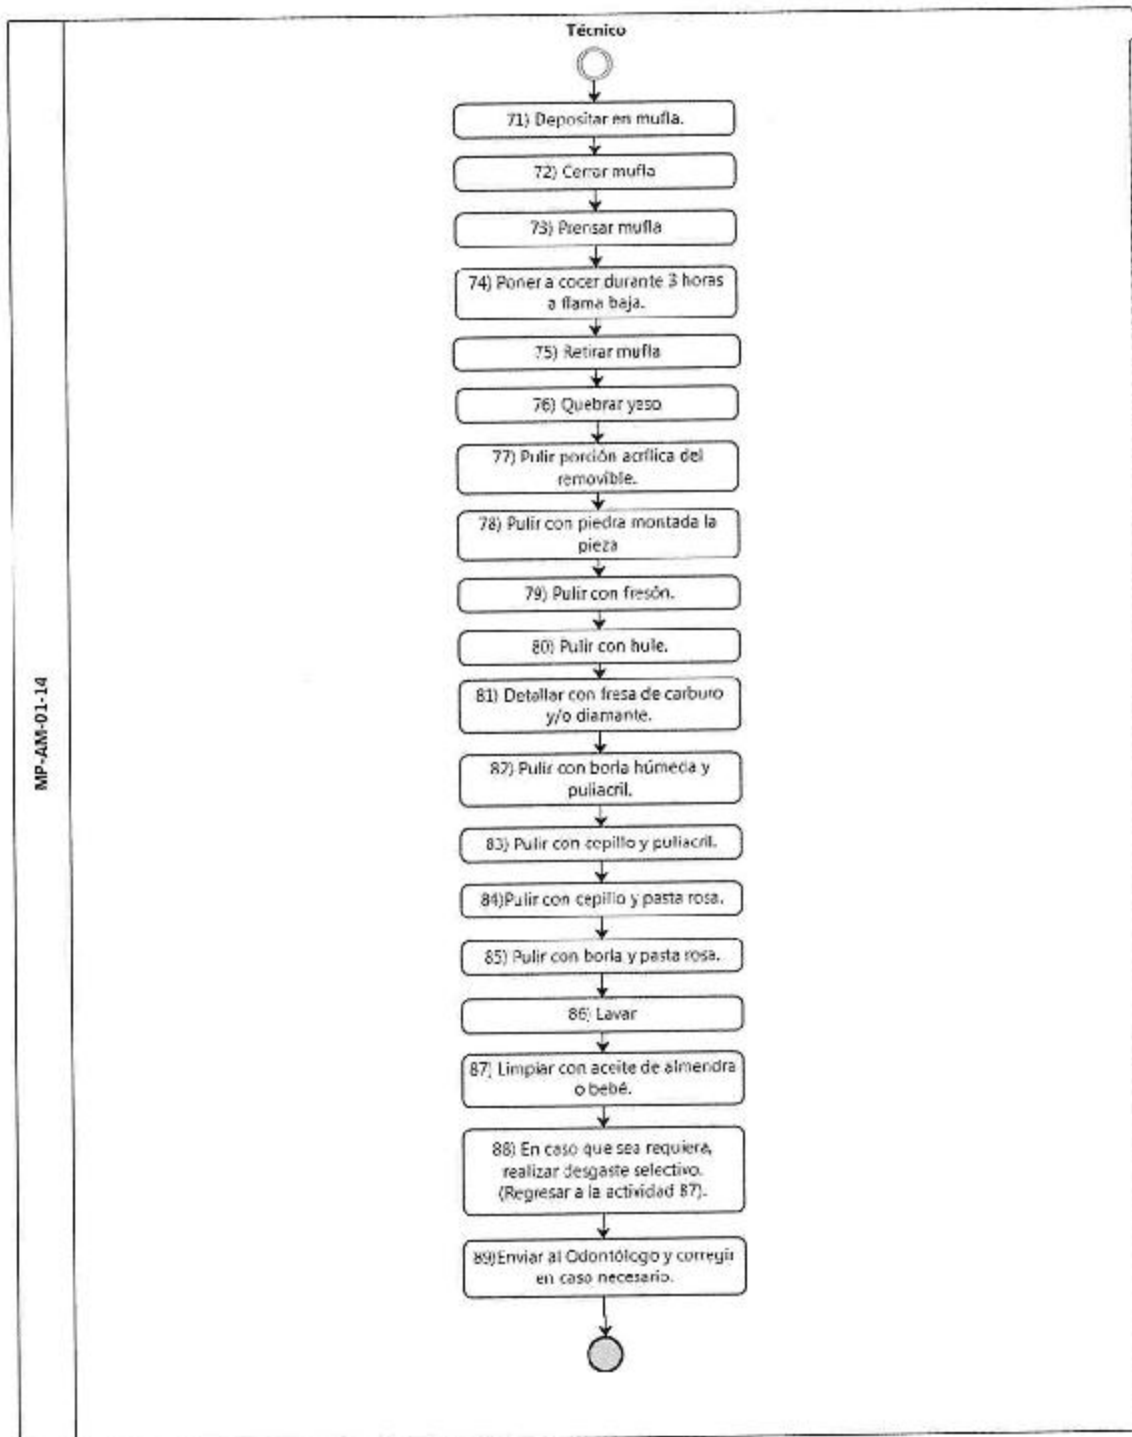 Técnico
71) Depositar en mufla.
72) Cerrar mufla
73) Prensar mufla
74) Poner a cocer durante 3 horas
a flama baja.
75) Retirar mufla
76) Quebrar yeso
77) Pulir porción acrílica del
removible.
78) Pulir con piedra montada la
pieza
79) Pulir con fresón.
80) Pulir con hule.
81) Detallar con fresa de carburo
y/o diamante.
82) Pulir con borla húmeda y
puliacril.
83) Pulir con cepillo y puliacril.
84)Pulir con cepillo y pasta rosa.
85) Pulir con borla y pasta rosa.
86) Lavar
87) Limpiar con aceite de almendra
o bebé.
88) En caso que sea requiera,
realizar desgaste selectivo.
(Regresar a la actividad 87).
89)Enviar al Odontólogo y corregir
en caso necesario.
MP-AM-01-14